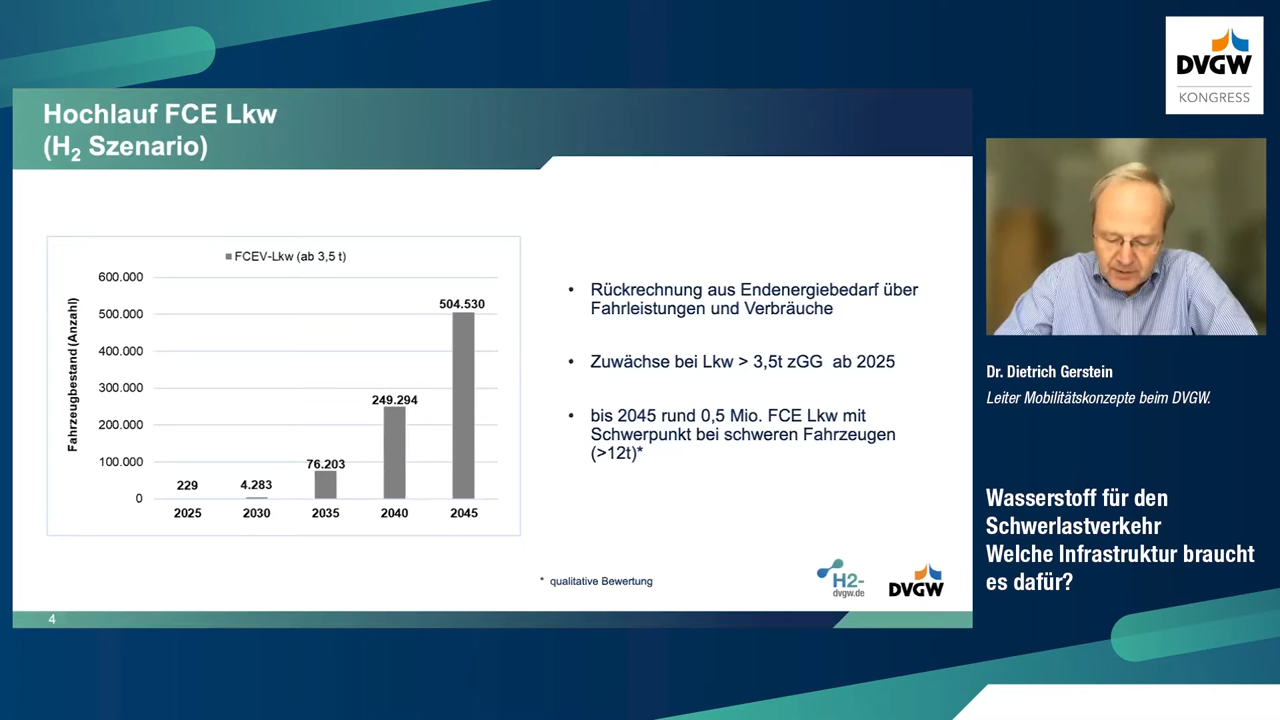 DVGW
KONGRESS
Hochlauf FCE Lkw
(H₂ Szenario)
FCEV-Lkw (ab 3,5 t)
Fahrzeugbestand (Anzahl)
600.000
500.000
400.000
300.000
200.000
100.000
0
229
4.283
76.203
249.294
504.530
2025
2030
2035
2040
2045
• Rückrechnung aus Endenergiebedarf über
Fahrleistungen und Verbräuche
• Zuwächse bei Lkw > 3,5t zGG ab 2025
• bis 2045 rund 0,5 Mio. FCE Lkw mit
Schwerpunkt bei schweren Fahrzeugen
(>12t)*
* qualitative Bewertung
H2-
dvgw.de
DVGW
4
Dr. Dietrich Gerstein
Leiter Mobilitätskonzepte beim DVGW.
Wasserstoff für den
Schwerlastverkehr
Welche Infrastruktur braucht
es dafür?